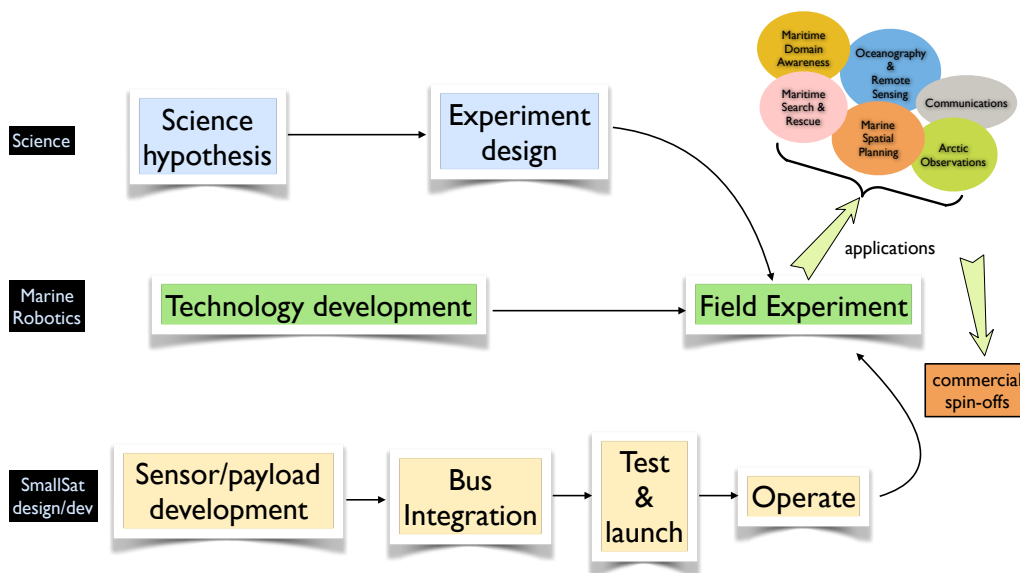 Maritime
Domain
Awareness
Oceanography
&
Remote
Sensing
Maritime
Search &
Rescue
Communications
Marine
Spatial
Planning
Arctic
Observations
Science
Science
hypothesis
Experiment
design
applications
Marine
Robotics
Technology development
Field Experiment
commercial
spin-offs
SmallSat
design/dev
Sensor/payload
development
Bus
Integration
Test
&
launch
Operate